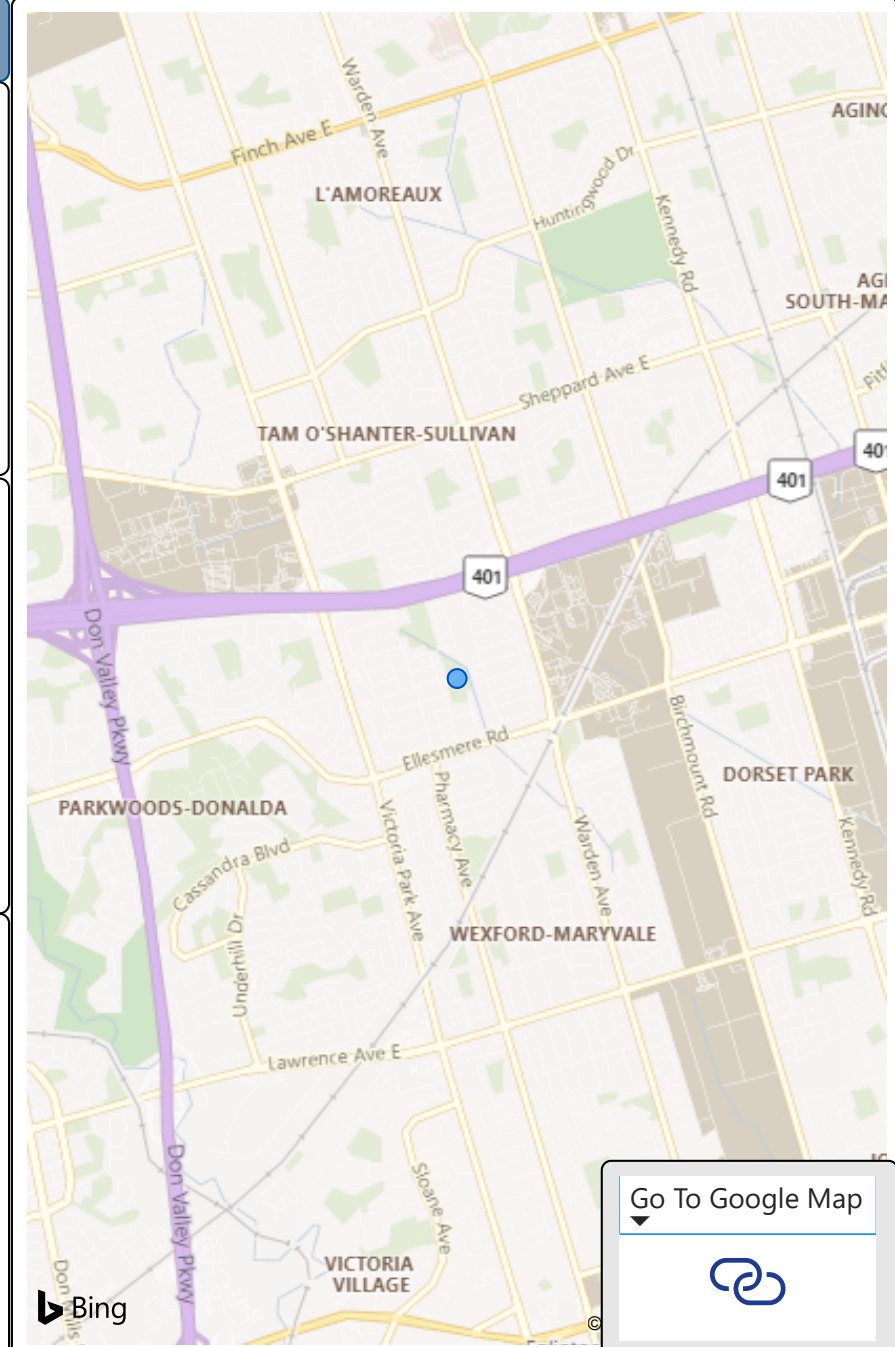 Warden Ave
AGINC
Finch Ave E
L'AMOREAUX
Huntingwood Dr
Kennedy Rd
AGI
SOUTH-MA
Sheppard Ave E
Pitf
TAM O'SHANTER-SULLIVAN
401
401
401
Don Valley Pkwy
Ellesmere Rd
Birchmount Rd
DORSET PARK
Pharmacy Ave
PARKWOODS-DONALDA
Victoria Park Ave
Warden Ave
Kennedy Rd
Cassandra Blvd
WEXFORD-MARYVALE
Underhill Dr
Lawrence Ave E
Don Valley Pkwy
Sloane Ave
Go To Google Map
VICTORIA
VILLAGE
Don Mills
Bing
©